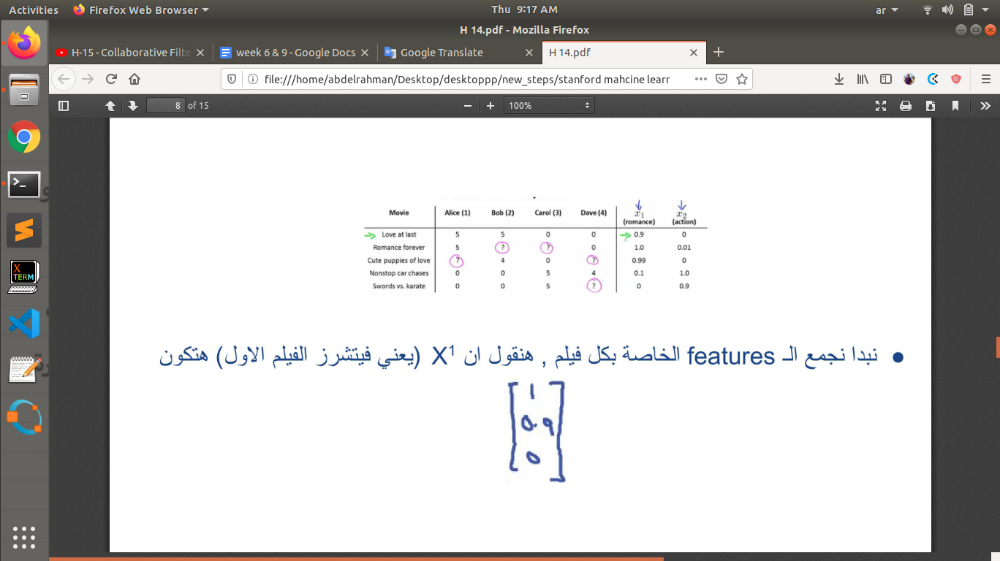 Activities Firefox Web Browser Thu 9:17 AM ar
H 14.pdf - Mozilla Firefox
H-15 - Collaborative Filte week 6 & 9 - Google Docs Google Translate H 14.pdf
file:///home/abdelrahman/Desktop/desktoppp/new_steps/stanford mahcine learr
8 of 15 100%
Movie Alice (1) Bob (2) Carol (3) Dave (4) x1 (romance) x2 (action)
Love at last 5 5 0 0 0.9 0
Romance forever 5 ? ? 0 1.0 0.01
Cute puppies of love ? 4 0 ? 0.99 0
Nonstop car chases 0 0 5 4 0.1 1.0
Swords vs. karate 0 0 5 ? 0 0.9
● نبدا نجمع الـ features الخاصة بكل فيلم , هنقول ان X¹ (يعني فيتشرز الفيلم الاول) هتكون
1
0.9
0
X
TERM